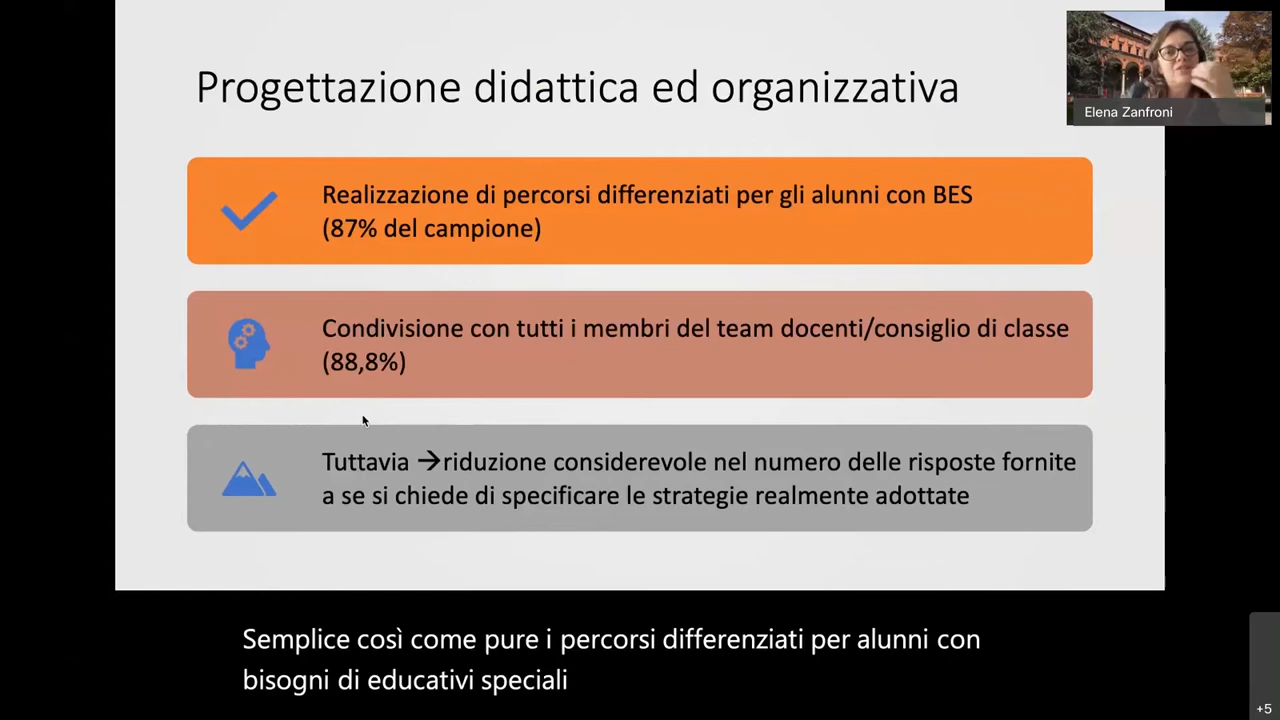 Progettazione didattica ed organizzativa
Elena Zanfroni
Realizzazione di percorsi differenziati per gli alunni con BES
(87% del campione)
Condivisione con tutti i membri del team docenti/consiglio di classe
(88,8%)
Tuttavia →riduzione considerevole nel numero delle risposte fornite
a se si chiede di specificare le strategie realmente adottate
Semplice così come pure i percorsi differenziati per alunni con
bisogni di educativi speciali
+5